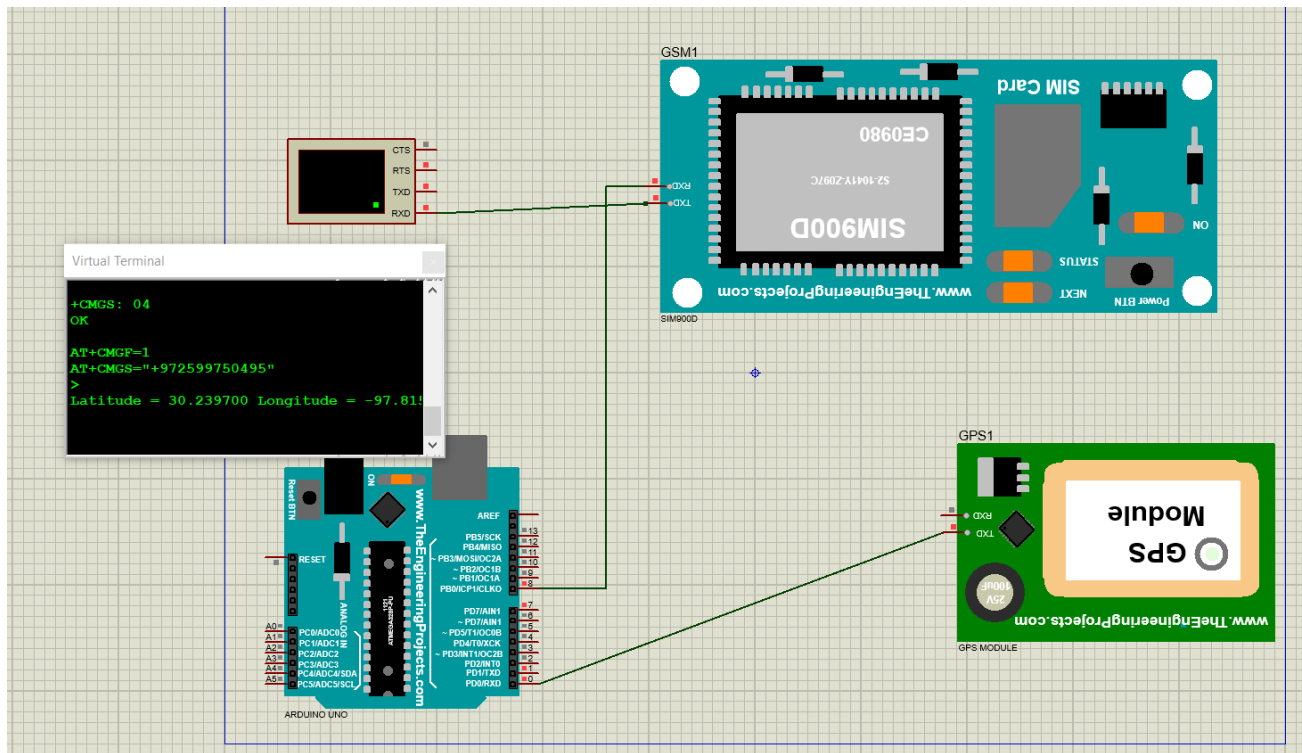 GSM1
SIM Card
CE0980
S2-1041Y-Z097C
SIM900D
RXD
TXD
ON
STATUS
NEXT
Power BTN
www.TheEngineeringProjects.com
SIM900D
CTS
RTS
TXD
RXD
Virtual Terminal
+CMGS: 04
OK
AT+CMGF=1
AT+CMGS="+972599750495"
>
Latitude = 30.239700 Longitude = -97.815
Reset BTN
ON
www.TheEngineeringProjects.com
AREF
PB5/SCK
13
PB4/MISO
12
~ PB3/MOSI/OC2A
11
~ PB2/OC1B
10
~ PB1/OC1A
9
PB0/ICP1/CLKO
8
PD7/AIN1
7
~ PD7/AIN1
6
~ PD5/T1/OC0B
5
PD4/T0/XCK
4
~ PD3/INT1/OC2B
3
PD2/INT0
2
PD1/TXD
1
PD0/RXD
0
RESET
ANALOG IN
A0
PC0/ADC0
A1
PC1/ADC1
A2
PC2/ADC2
A3
PC3/ADC3
A4
PC4/ADC4/SDA
A5
PC5/ADC5/SCL
ARDUINO UNO
GPS1
RXD
TXD
GPS
Module
25V
100uF
www.TheEngineeringProjects.com
GPS MODULE